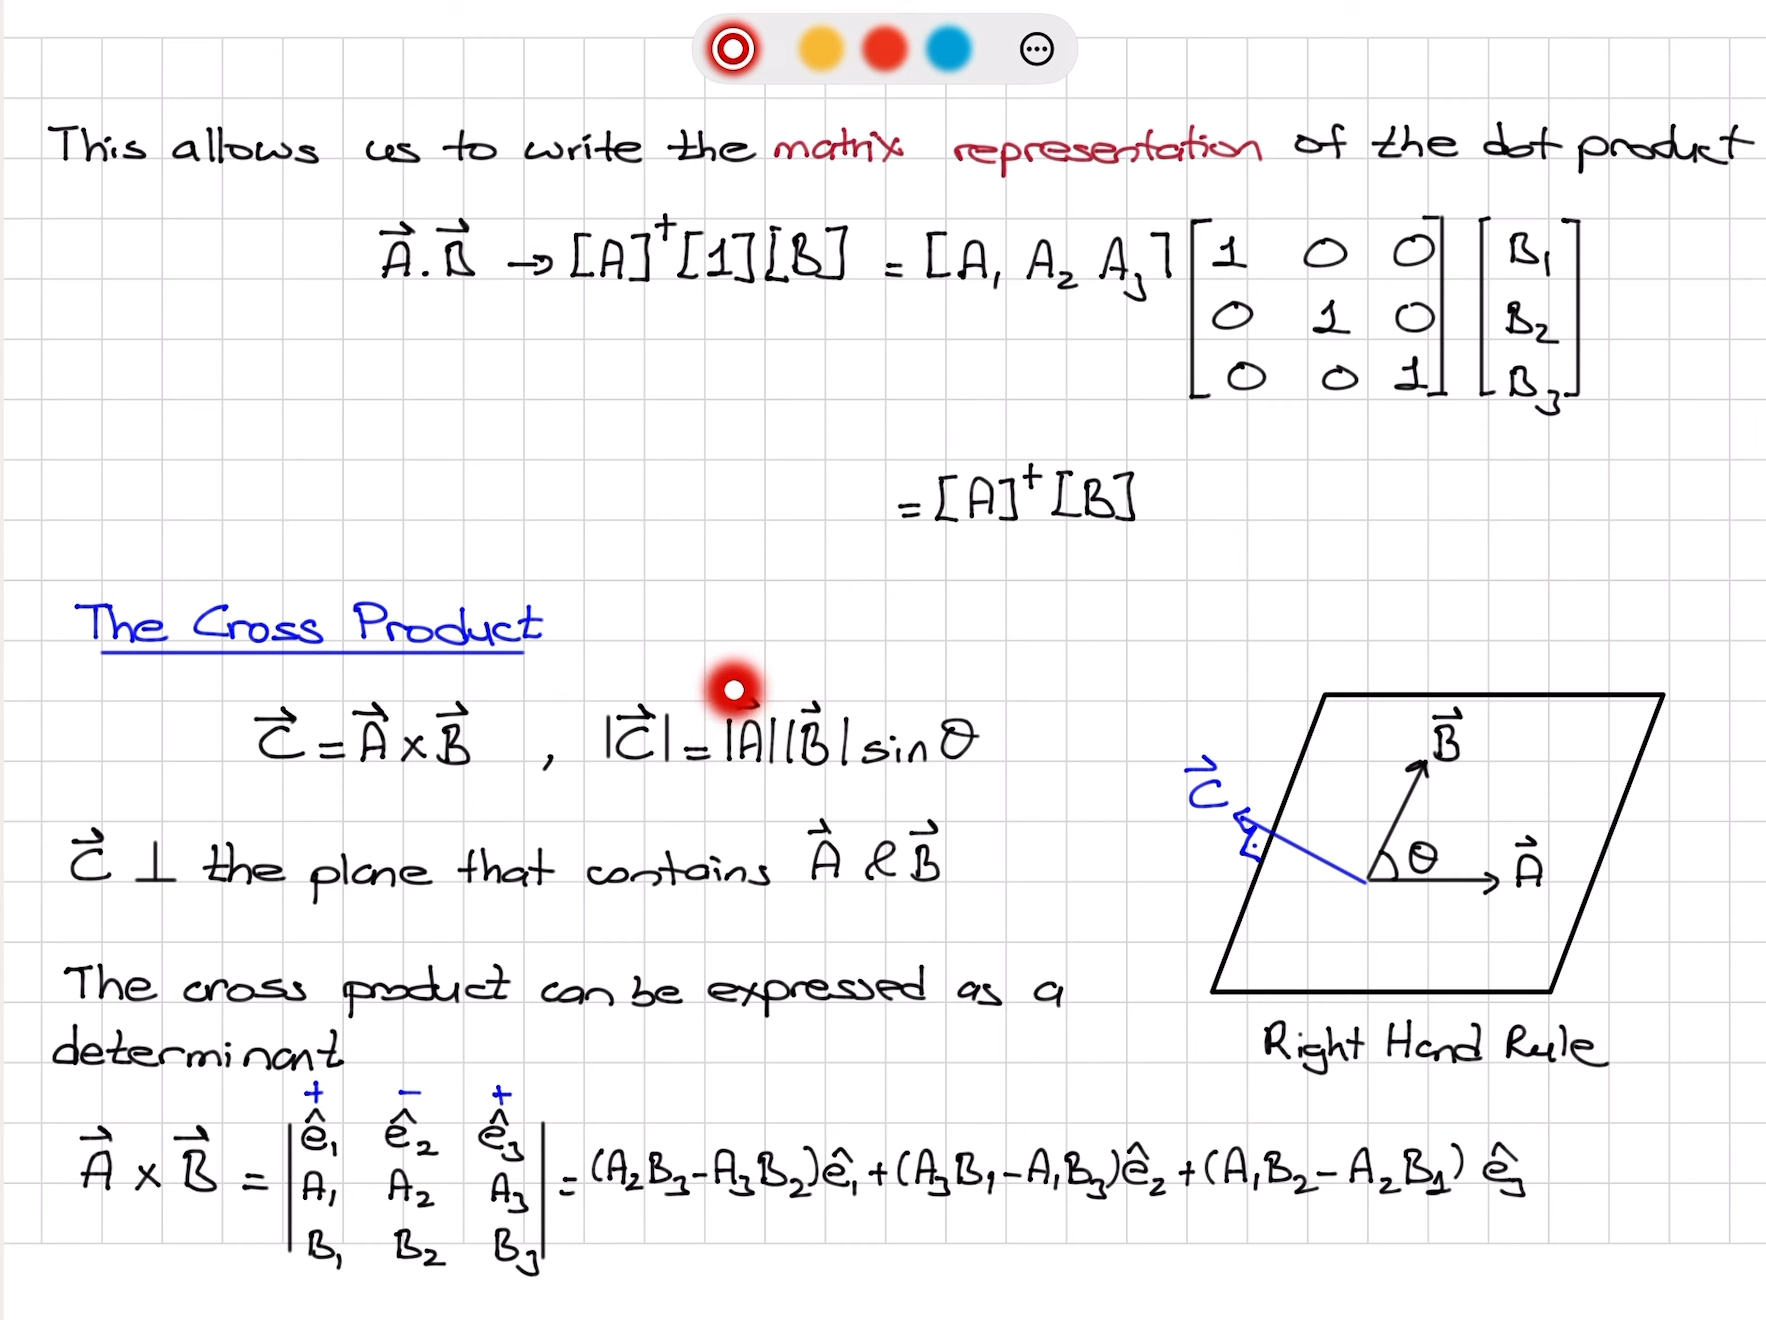 This allows us to write the matrix representation of the dot product
A⃗ . B⃗ → [A]⁺[1][B] = [A₁ A₂ A₃] [1 0 0] [B₁]
0 1 0 B₂
0 0 1 B₃
= [A]⁺[B]
The Cross Product
C⃗ = A⃗ × B⃗ , |C⃗| = |A⃗||B⃗| sin θ
C⃗ ⊥ the plane that contains A⃗ & B⃗
B⃗
C⃗
θ A⃗
Right Hand Rule
The cross product can be expressed as a
determinant
+ − +
A⃗ × B⃗ = | ê₁ ê₂ ê₃ | = (A₂B₃−A₃B₂)ê₁ + (A₃B₁−A₁B₃)ê₂ + (A₁B₂−A₂B₁) ê₃
A₁ A₂ A₃
B₁ B₂ B₃